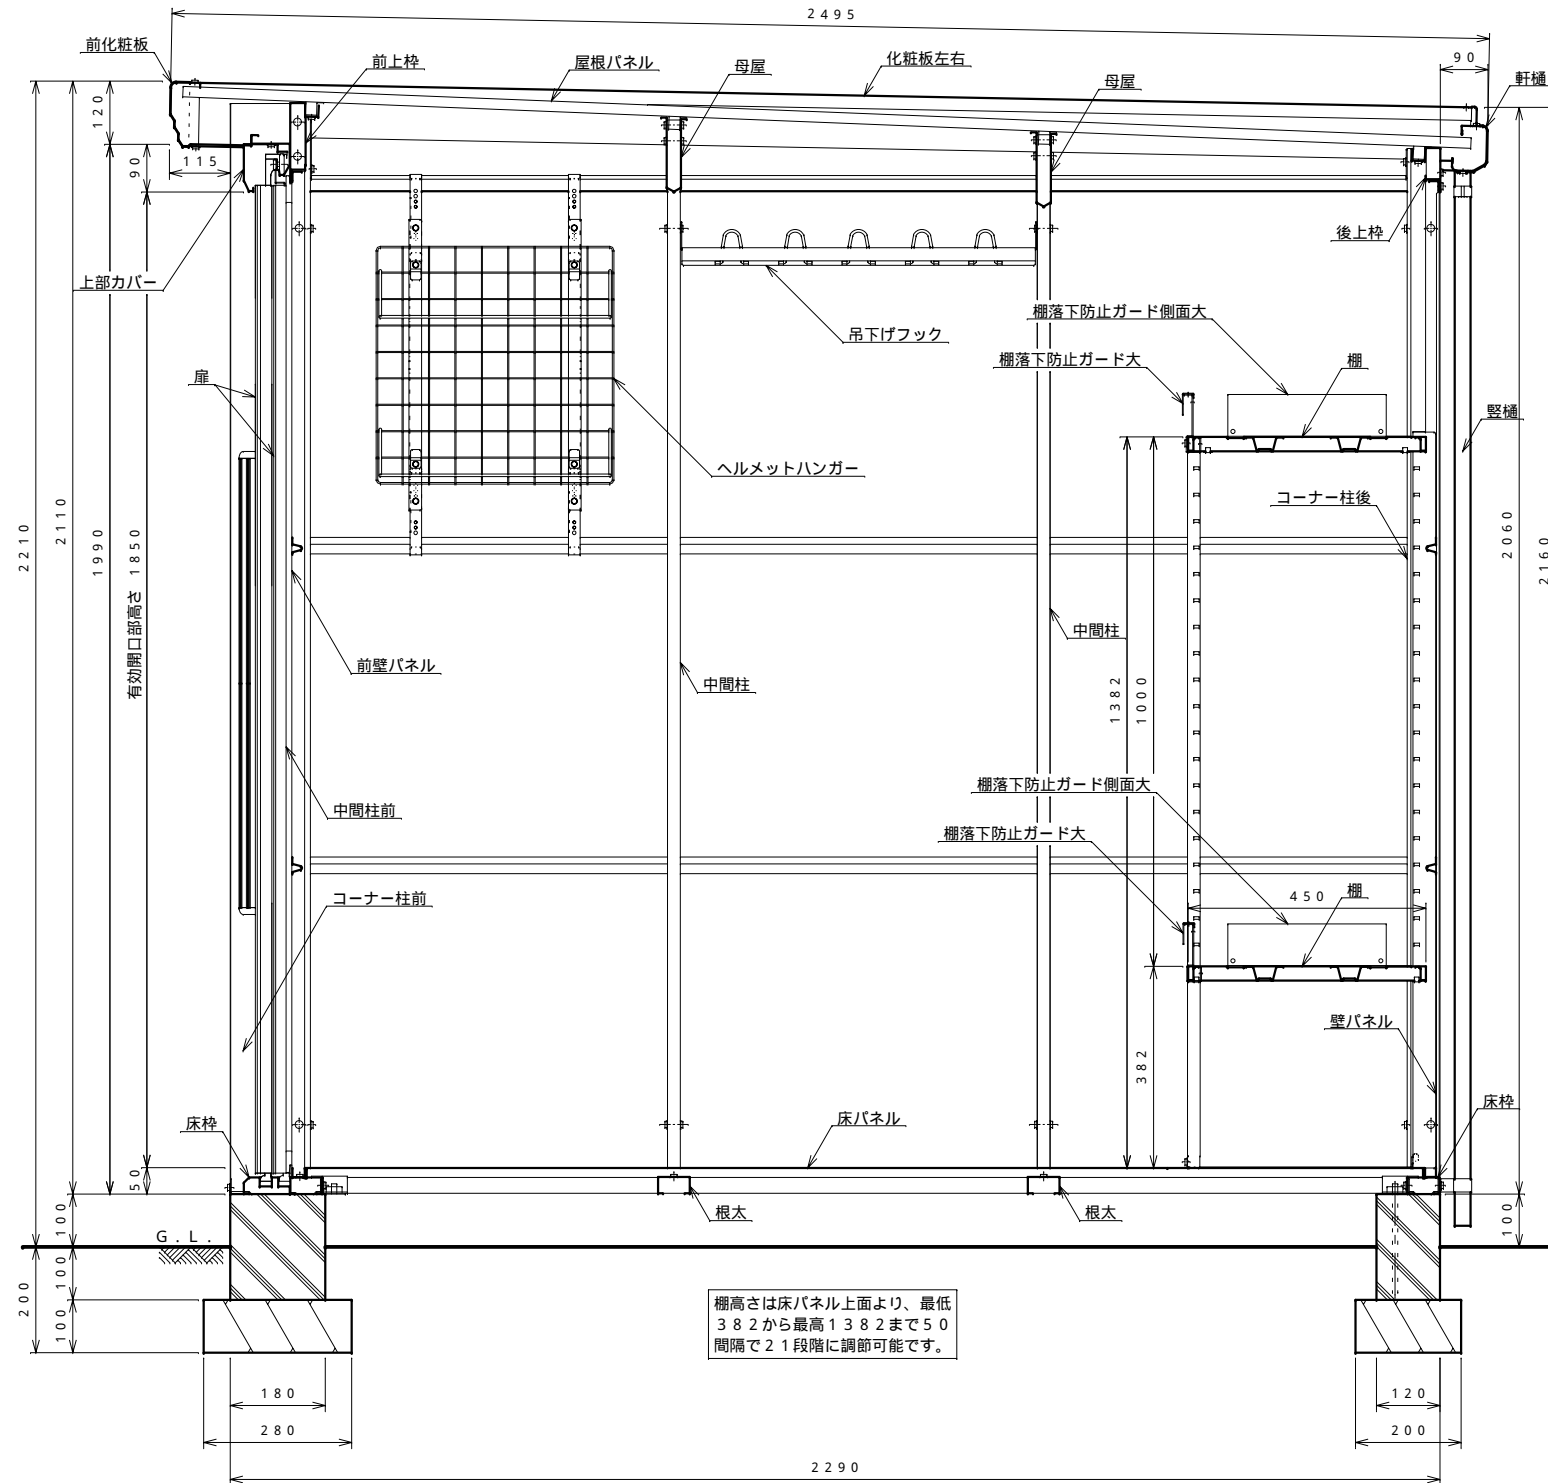 2495
前化粧板
前上枠
屋根パネル
母屋
化粧板左右
母屋
90
軒樋
120
115
90
上部カバー
後上枠
棚落下防止ガード側面大
吊下げフック
棚落下防止ガード大
棚
扉
竪樋
ヘルメットハンガー
コーナー柱後
2210
2110
1990
有効開口部高さ 1850
2060
2160
前壁パネル
中間柱
中間柱
1382
1000
中間柱前
棚落下防止ガード側面大
棚落下防止ガード大
コーナー柱前
450
棚
壁パネル
382
床枠
床パネル
床枠
50
根太
根太
100
100
G.L.
200
100
100
棚高さは床パネル上面より、最低
382から最高1382まで50
間隔で21段階に調節可能です。
180
120
280
200
2290